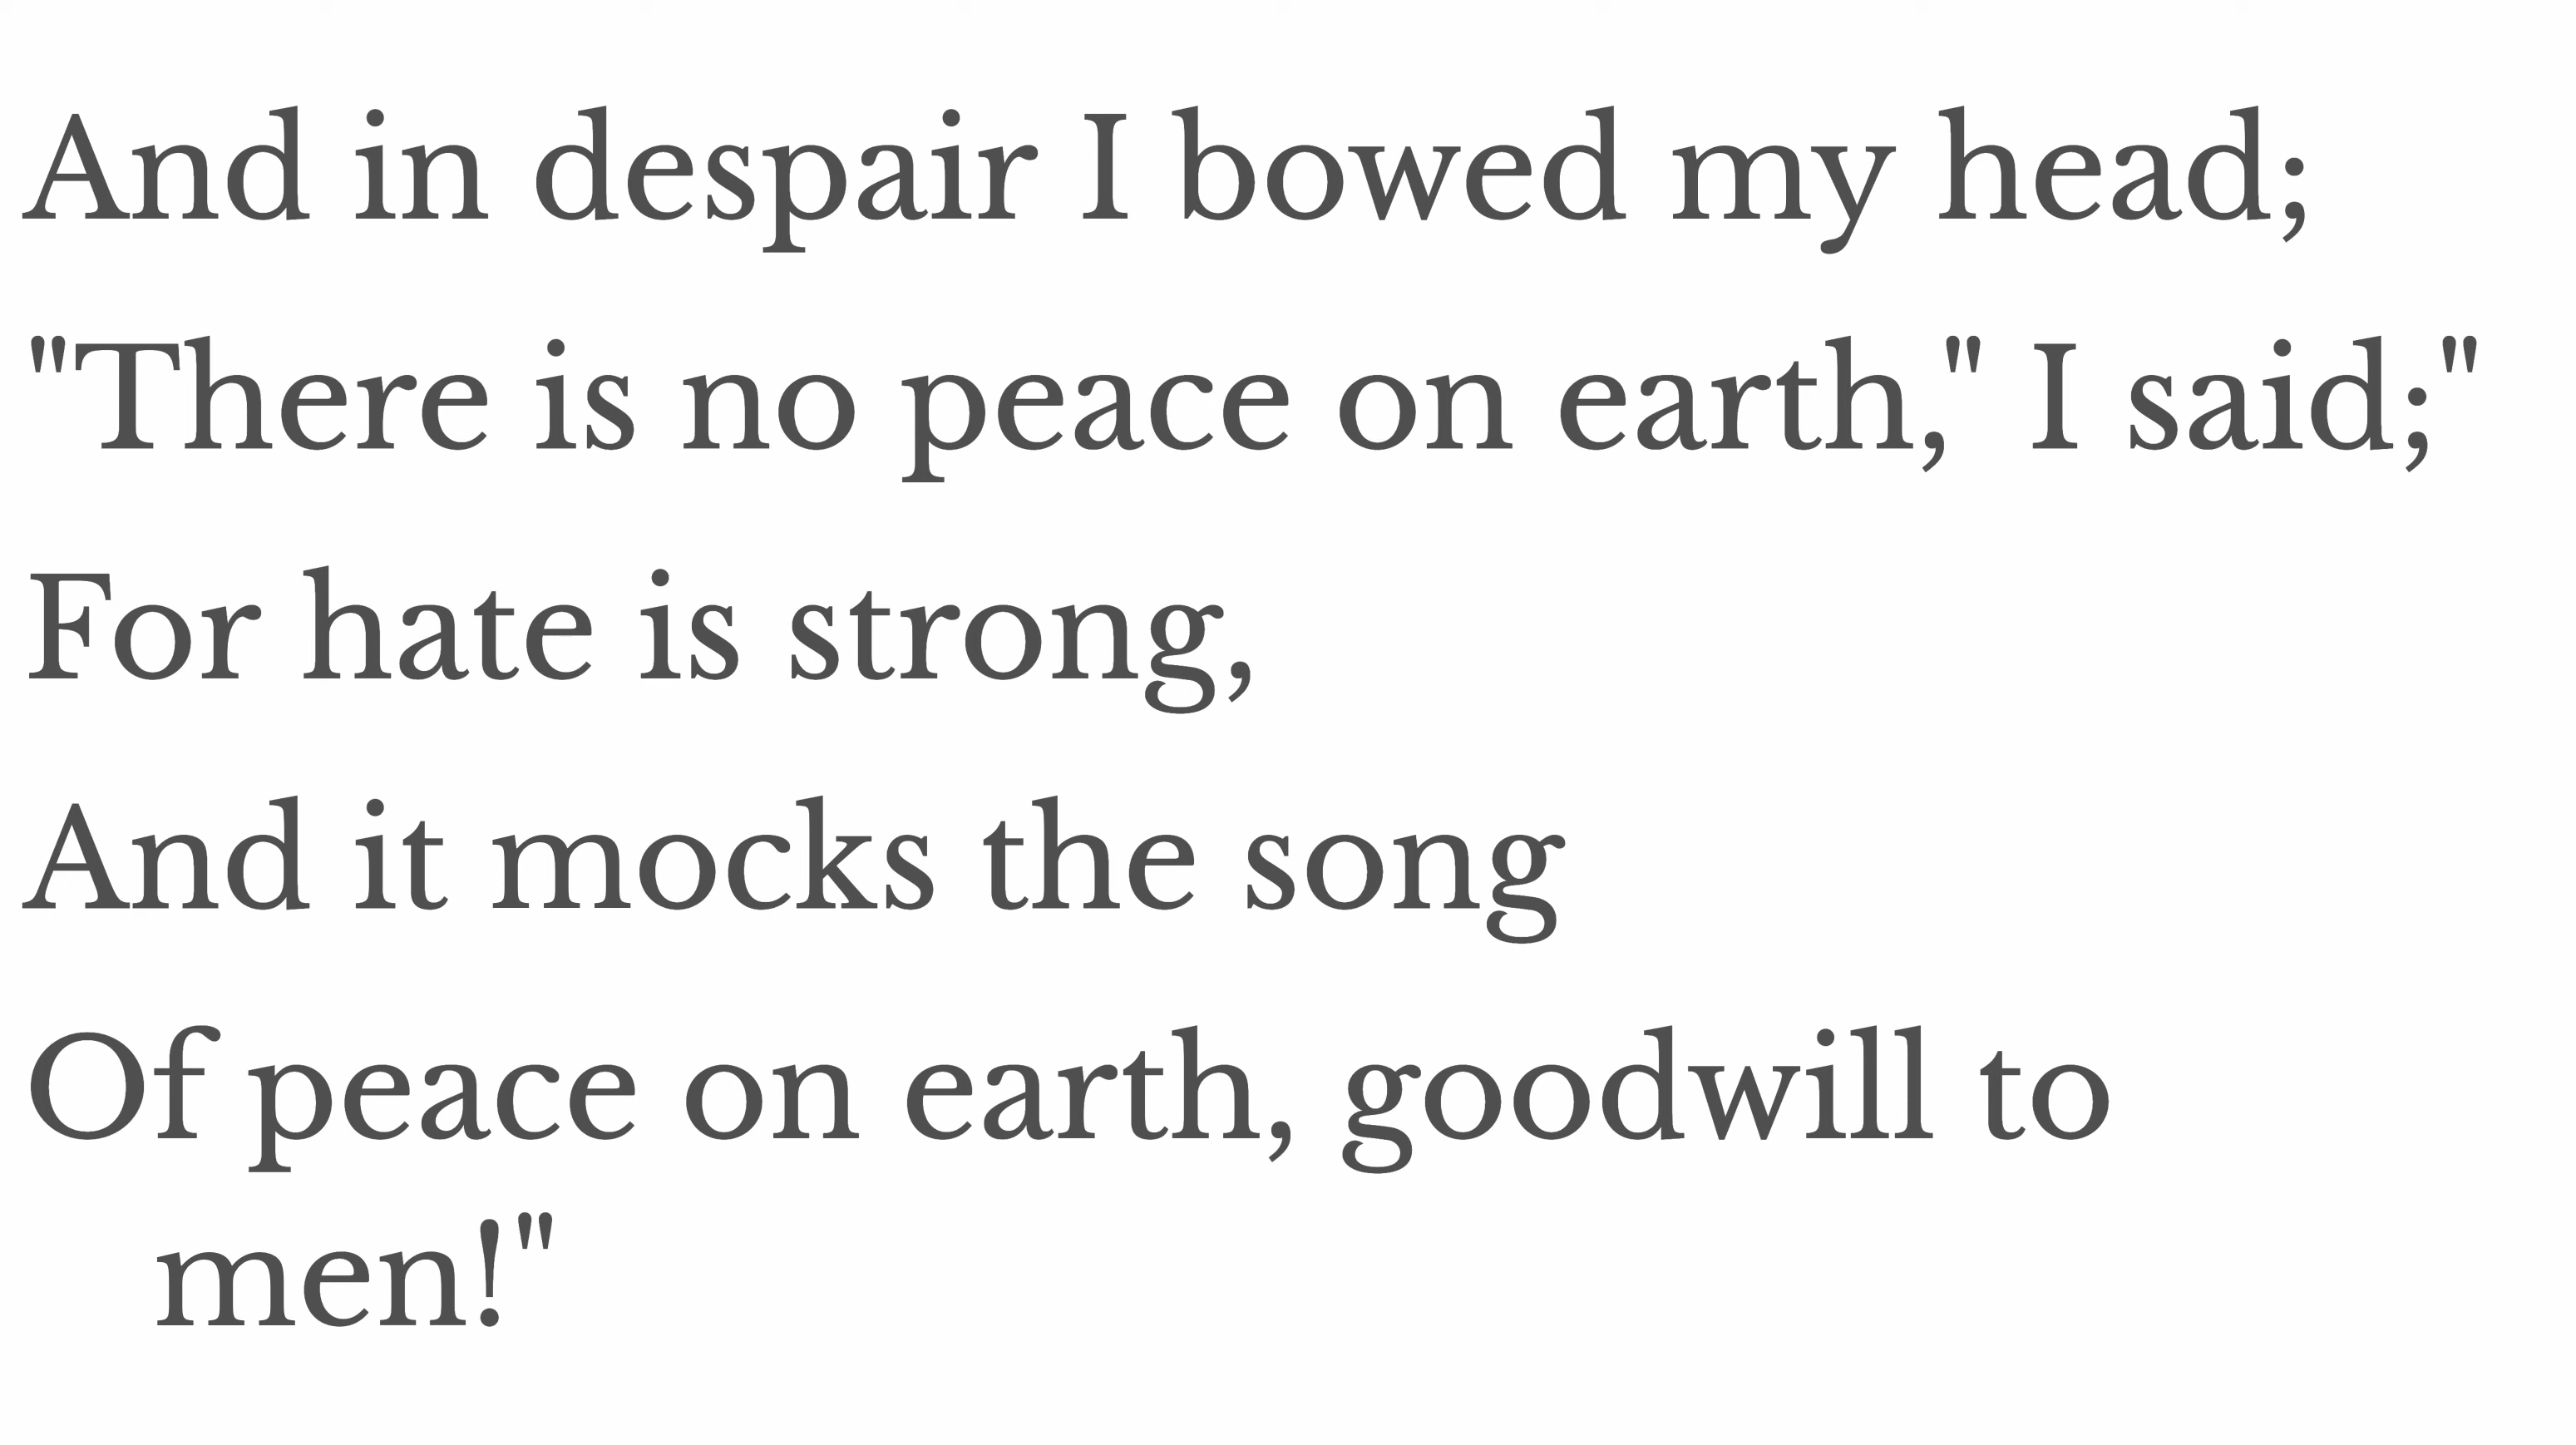 And in despair I bowed my head;
"There is no peace on earth," I said;"
For hate is strong,
And it mocks the song
Of peace on earth, goodwill to
men!"